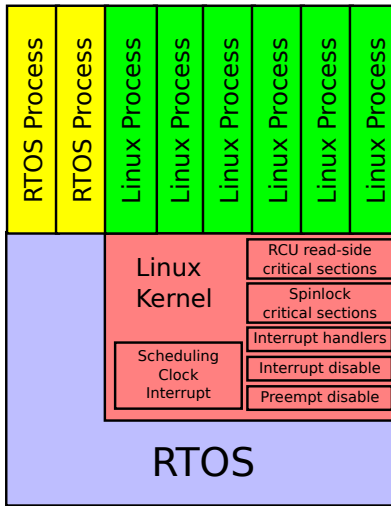 RTOS Process
RTOS Process
Linux Process
Linux Process
Linux Process
Linux Process
Linux Process
Linux Process
Linux
Kernel
RCU read-side
critical sections
Spinlock
critical sections
Interrupt handlers
Scheduling
Clock
Interrupt
Interrupt disable
Preempt disable
RTOS